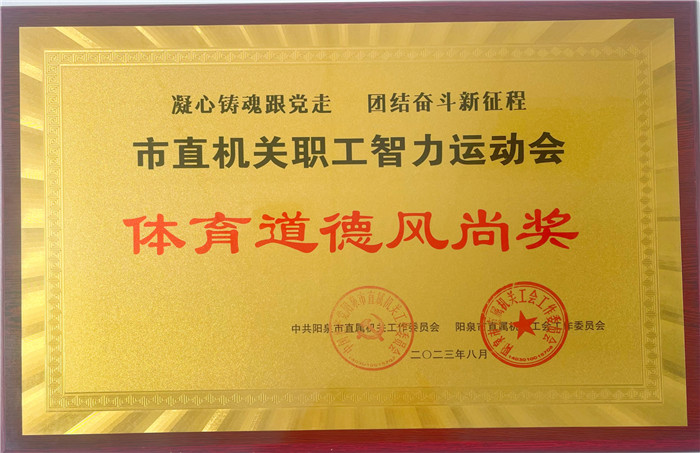 凝心铸魂跟党走 团结奋斗新征程
市直机关职工智力运动会
体育道德风尚奖
中共阳泉市直属机关工作委员会 阳泉市直属机关工会工作委员会
二〇二三年八月